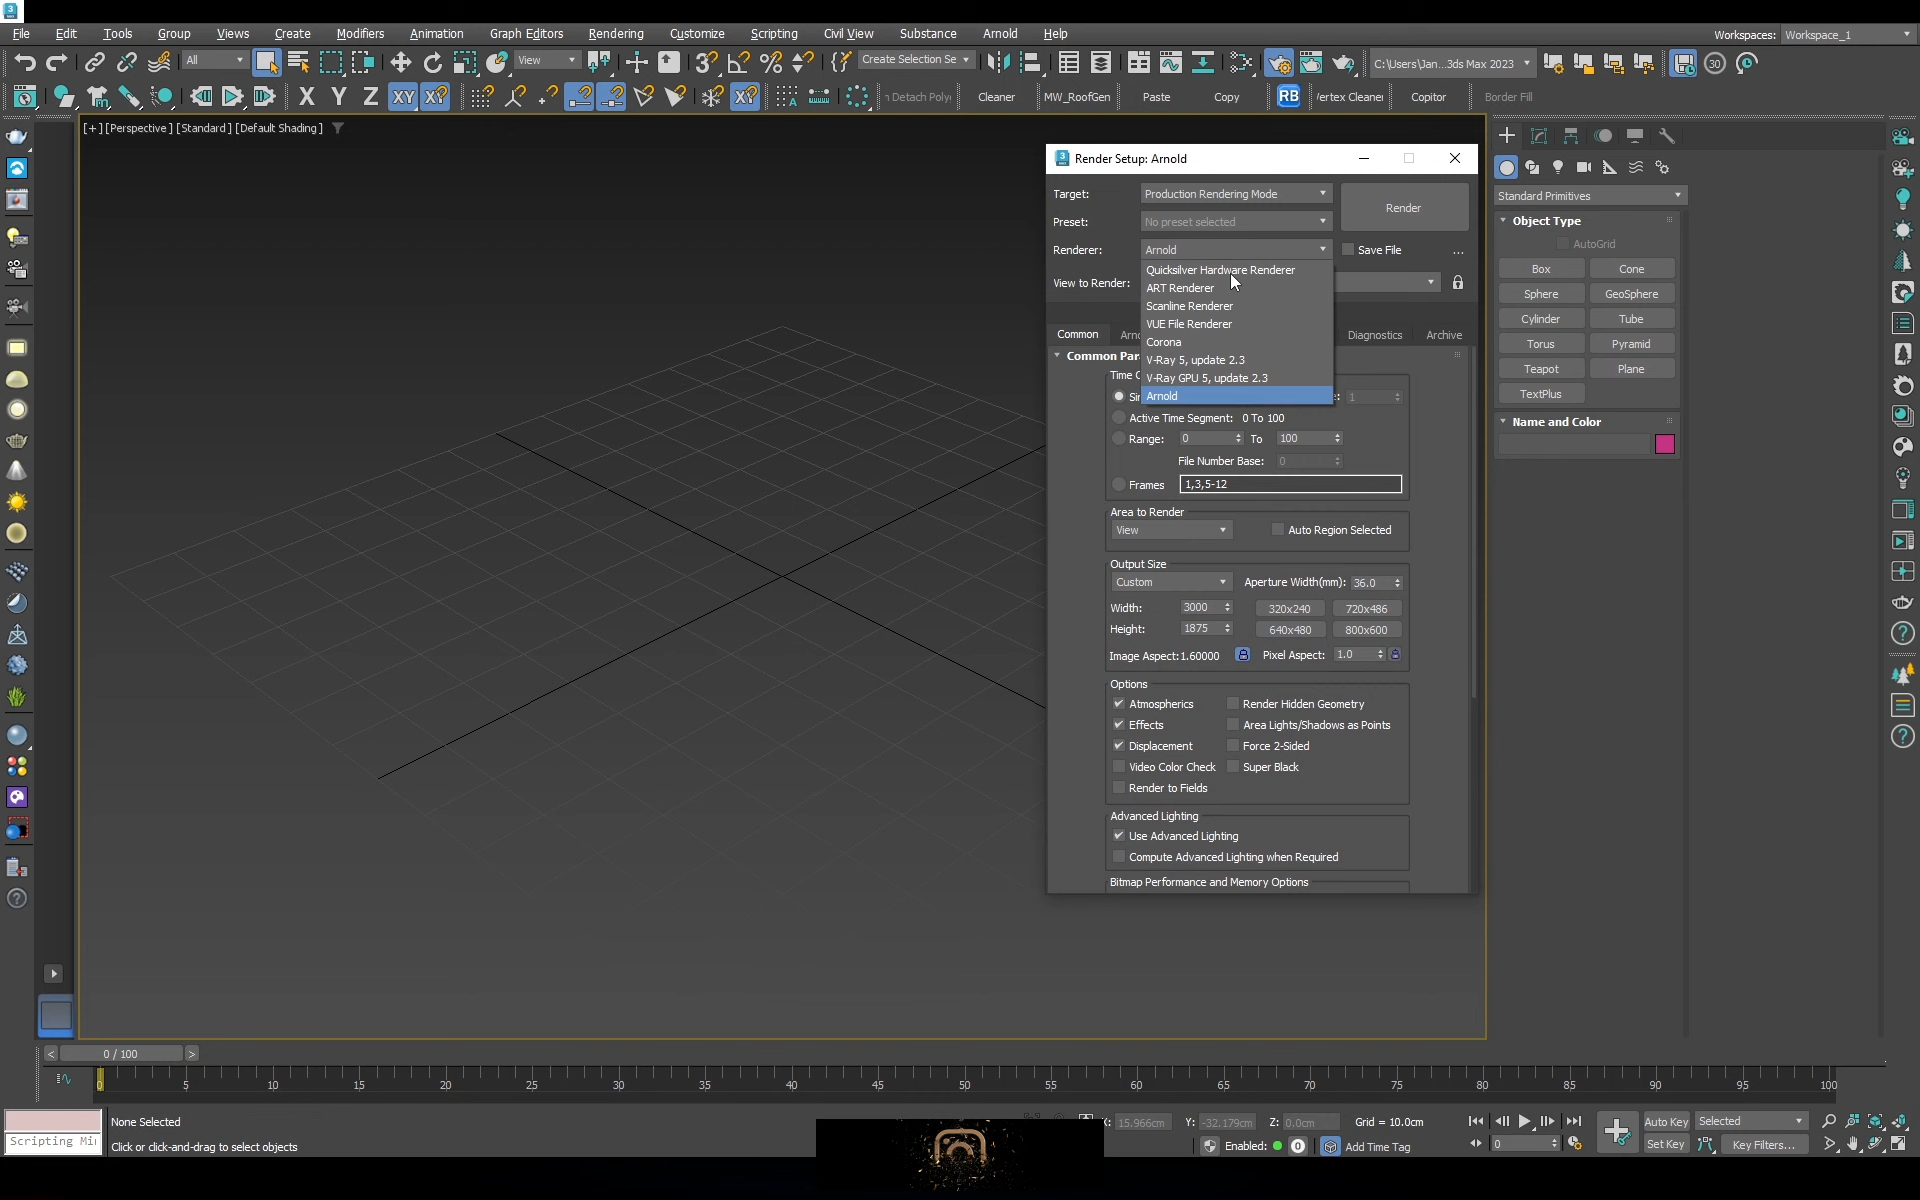 File Edit Tools Group Views Create Modifiers Animation Graph Editors Rendering Customize Scripting Civil View Substance Arnold Help Workspaces: Workspace_1
All View Create Selection Se C:\Users\Jan...3ds Max 2023 30
X Y Z XY XY Detach Poly Cleaner MW_RoofGen Paste Copy RB Vertex Cleaner Copitor Border Fill
[+] [Perspective] [Standard] [Default Shading]
Render Setup: Arnold
Target: Production Rendering Mode Render
Preset: No preset selected
Renderer: Arnold Save File ...
Quicksilver Hardware Renderer
View to Render:
ART Renderer
Scanline Renderer
VUE File Renderer
Common Arn Diagnostics Archive
Corona
Common Par
V-Ray 5, update 2.3
Time C
V-Ray GPU 5, update 2.3
Arnold
Sin : 1
Active Time Segment: 0 To 100
Range: 0 To 100
File Number Base: 0
Frames 1,3,5-12
Area to Render
View Auto Region Selected
Output Size
Custom Aperture Width(mm): 36.0
Width: 3000 320x240 720x486
Height: 1875 640x480 800x600
Image Aspect:1.60000 Pixel Aspect: 1.0
Options
Atmospherics Render Hidden Geometry
Effects Area Lights/Shadows as Points
Displacement Force 2-Sided
Video Color Check Super Black
Render to Fields
Advanced Lighting
Use Advanced Lighting
Compute Advanced Lighting when Required
Bitmap Performance and Memory Options
Standard Primitives
Object Type
AutoGrid
Box Cone
Sphere GeoSphere
Cylinder Tube
Torus Pyramid
Teapot Plane
TextPlus
Name and Color
< 0 / 100 >
0 5 10 15 20 25 30 35 40 45 50 55 60 65 70 75 80 85 90 95 100
None Selected X: 15.966cm Y: -32.179cm Z: 0.0cm Grid = 10.0cm Auto Key Selected
Scripting Mi Click or click-and-drag to select objects Enabled: 0 Add Time Tag 0 Set Key Key Filters...